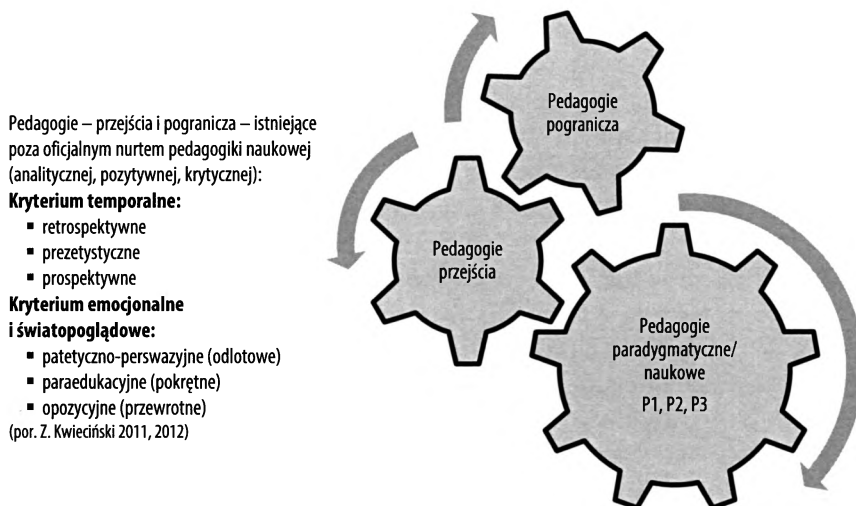 Pedagogie – przejścia i pogranicza – istniejące
poza oficjalnym nurtem pedagogiki naukowej
(analitycznej, pozytywnej, krytycznej):
Kryterium temporalne:
▪ retrospektywne
▪ prezetystyczne
▪ prospektywne
Kryterium emocjonalne
i światopoglądowe:
▪ patetyczno-perswazyjne (odlotowe)
▪ paraedukacyjne (pokrętne)
▪ opozycyjne (przewrotne)
(por. Z. Kwieciński 2011, 2012)
Pedagogie
pogranicza
Pedagogie
przejścia
Pedagogie
paradygmatyczne/
naukowe
P1, P2, P3